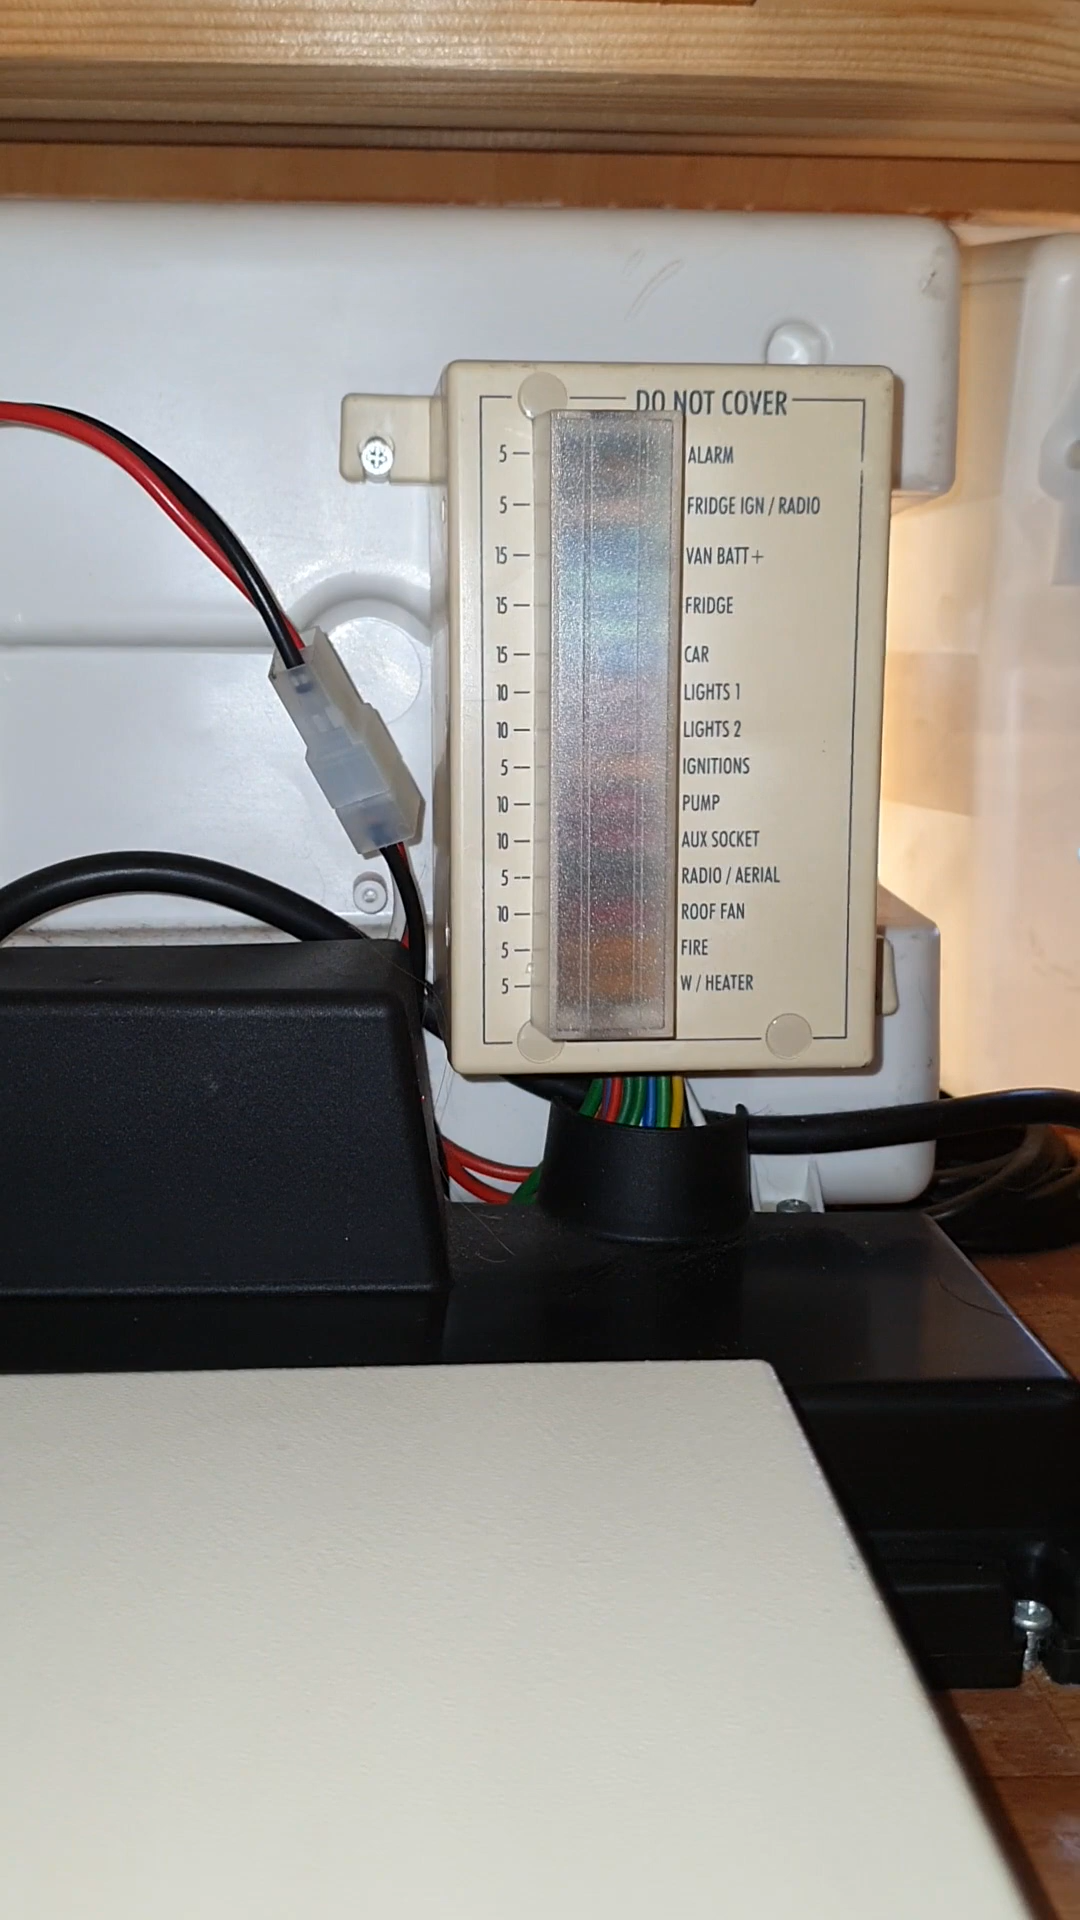 DO NOT COVER
5 — ALARM
5 — FRIDGE IGN / RADIO
15 — VAN BATT+
15 — FRIDGE
15 — CAR
10 — LIGHTS 1
10 — LIGHTS 2
5 — IGNITIONS
10 — PUMP
10 — AUX SOCKET
5 — RADIO / AERIAL
10 — ROOF FAN
5 — FIRE
5 — W / HEATER